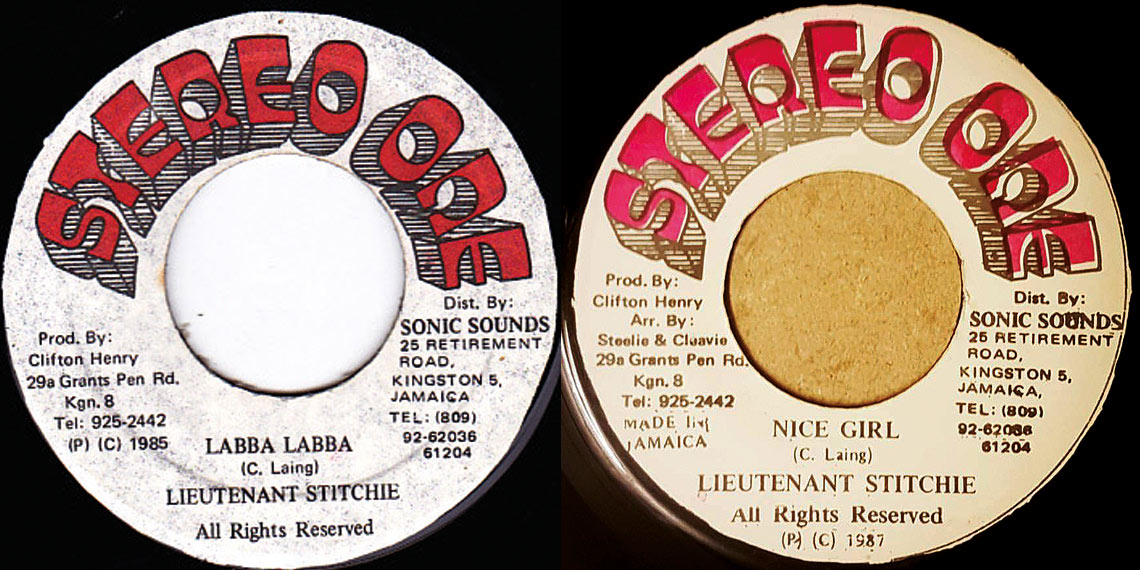 STEREO ONE
Prod. By:
Clifton Henry
29a Grants Pen Rd.
Kgn. 8
Tel: 925-2442
(P) (C) 1985
Dist. By:
SONIC SOUNDS
25 RETIREMENT
ROAD,
KINGSTON 5,
JAMAICA
TEL: (809)
92-62036
61204
LABBA LABBA
(C. Laing)
LIEUTENANT STITCHIE
All Rights Reserved
STEREO ONE
Prod. By:
Clifton Henry
Arr. By:
Steelie & Cluavie
29a Grants Pen Rd.
Kgn. 8
Tel: 925-2442
MADE IN
JAMAICA
Dist. By:
SONIC SOUNDS
25 RETIREMENT
ROAD,
KINGSTON 5,
JAMAICA,
TEL: (809)
92-62036
61204
NICE GIRL
(C. Laing)
LIEUTENANT STITCHIE
All Rights Reserved
(P) (C) 1987